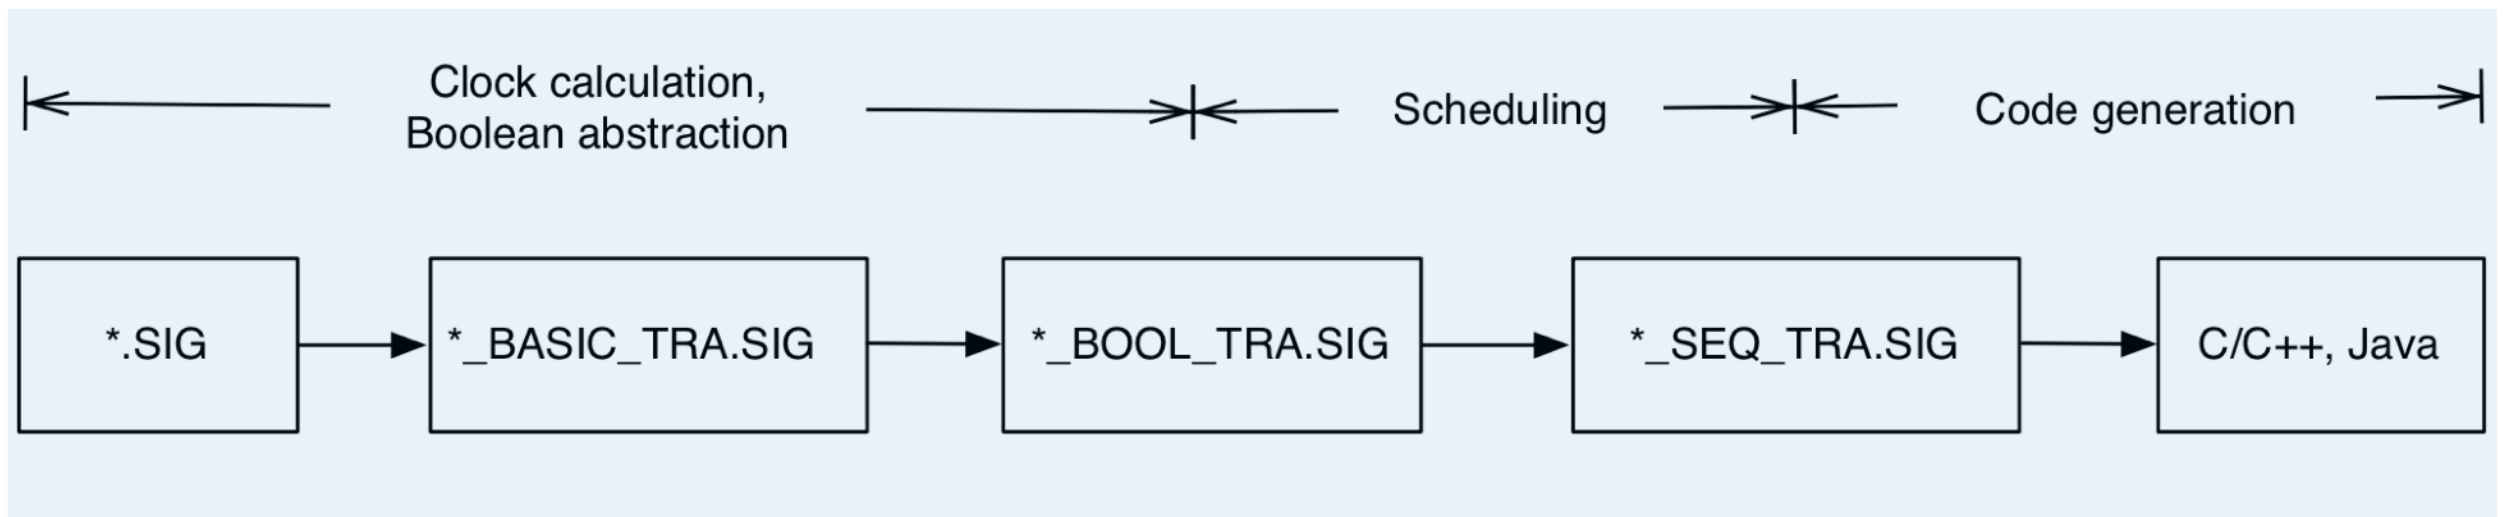 Clock calculation,
Boolean abstraction
Scheduling
Code generation
*.SIG
*_BASIC_TRA.SIG
*_BOOL_TRA.SIG
*_SEQ_TRA.SIG
C/C++, Java